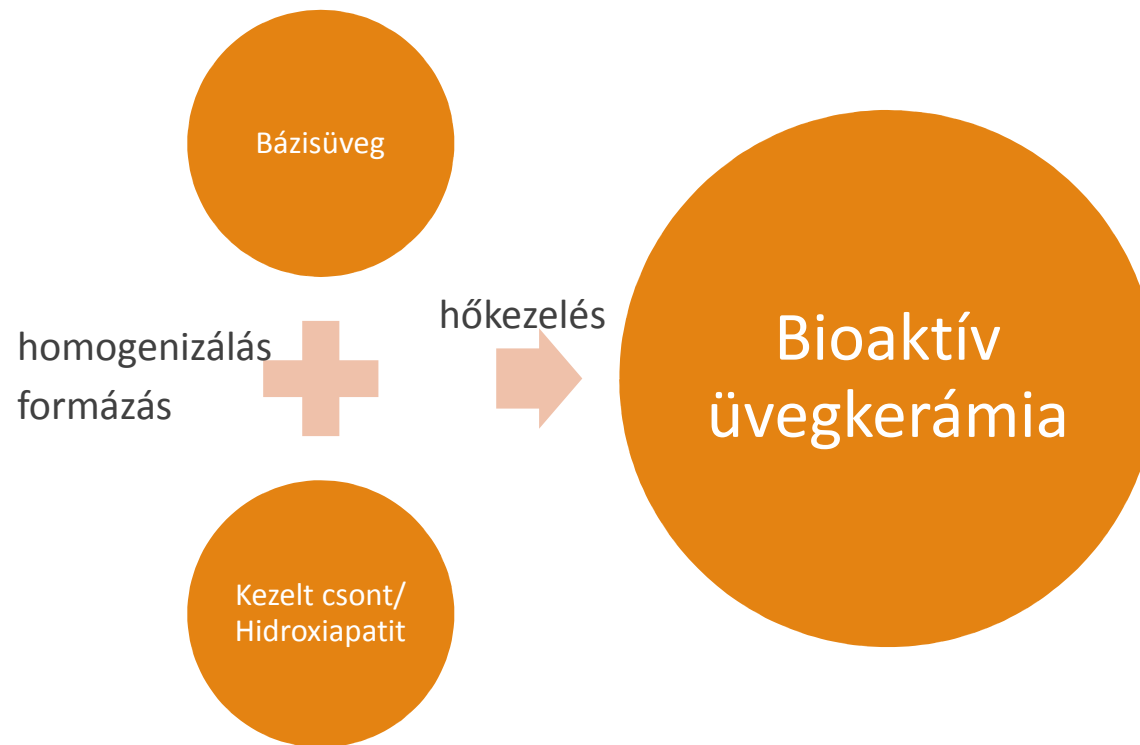 Bázisüveg
homogenizálás
formázás
Kezelt csont/
Hidroxiapatit
hőkezelés
Bioaktív
üvegkerámia